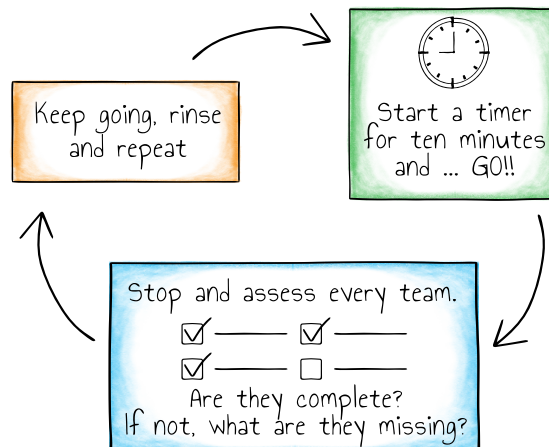 Keep going, rinse
and repeat
Start a timer
for ten minutes
and ... GO!!
Stop and assess every team.
Are they complete?
If not, what are they missing?